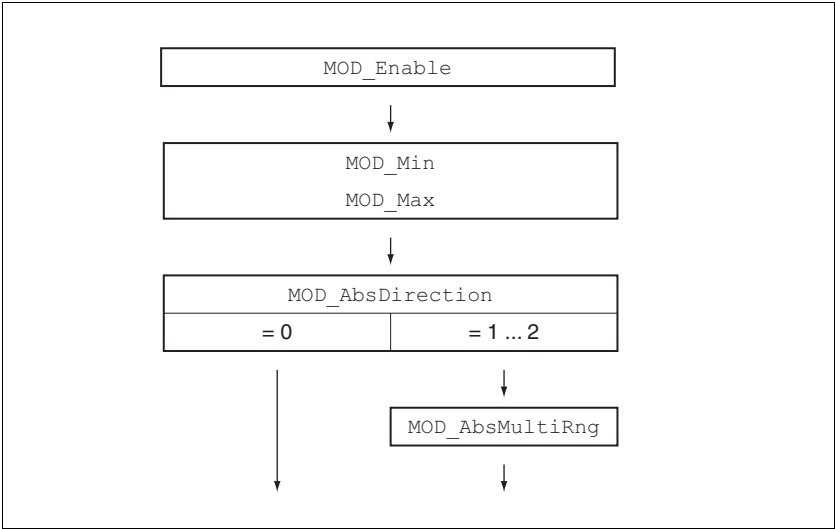 MOD_Enable
MOD_Min
MOD_Max
MOD_AbsDirection
= 0
= 1 ... 2
MOD_AbsMultiRng